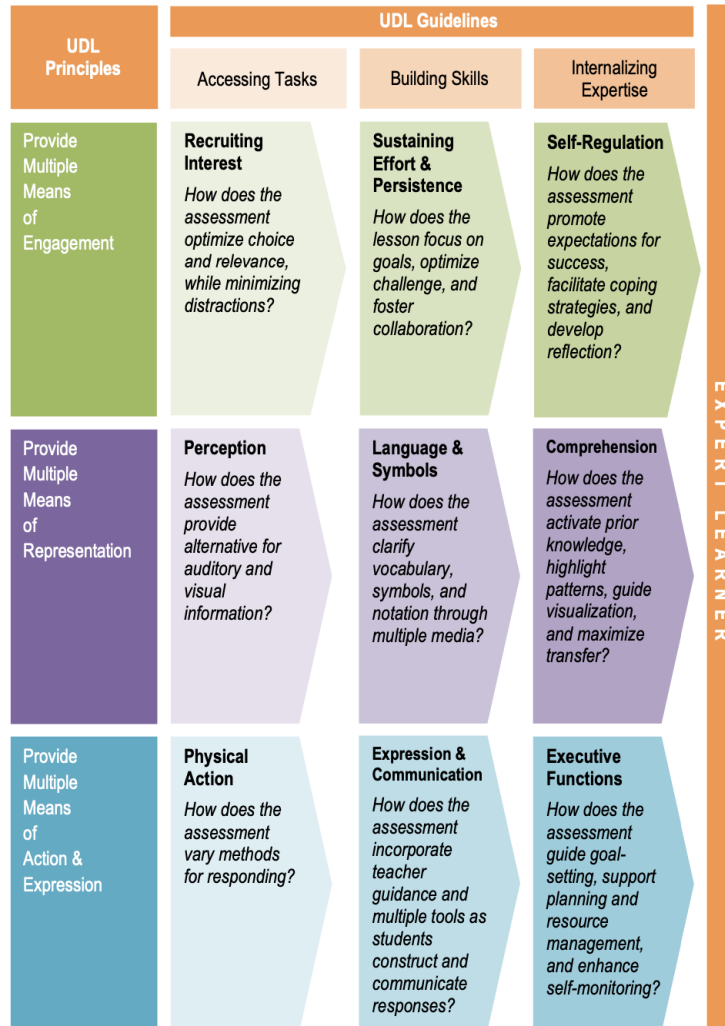 UDL
Principles
UDL Guidelines
Accessing Tasks
Building Skills
Internalizing
Expertise
Provide
Multiple
Means
of
Engagement
Recruiting
Interest
How does the
assessment
optimize choice
and relevance,
while minimizing
distractions?
Sustaining
Effort &
Persistence
How does the
lesson focus on
goals, optimize
challenge, and
foster
collaboration?
Self-Regulation
How does the
assessment
promote
expectations for
success,
facilitate coping
strategies, and
develop
reflection?
Provide
Multiple
Means
of
Representation
Perception
How does the
assessment
provide
alternative for
auditory and
visual
information?
Language &
Symbols
How does the
assessment
clarify
vocabulary,
symbols, and
notation through
multiple media?
Comprehension
How does the
assessment
activate prior
knowledge,
highlight
patterns, guide
visualization,
and maximize
transfer?
Provide
Multiple
Means
of
Action &
Expression
Physical
Action
How does the
assessment
vary methods
for responding?
Expression &
Communication
How does the
assessment
incorporate
teacher
guidance and
multiple tools as
students
construct and
communicate
responses?
Executive
Functions
How does the
assessment
guide goal-
setting, support
planning and
resource
management,
and enhance
self-monitoring?
EXPERT LEARNER